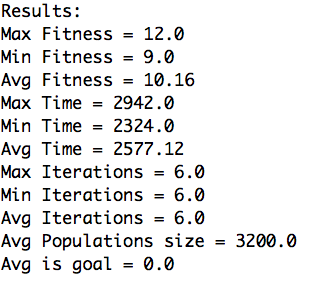 Results:
Max Fitness = 12.0
Min Fitness = 9.0
Avg Fitness = 10.16
Max Time = 2942.0
Min Time = 2324.0
Avg Time = 2577.12
Max Iterations = 6.0
Min Iterations = 6.0
Avg Iterations = 6.0
Avg Populations size = 3200.0
Avg is goal = 0.0